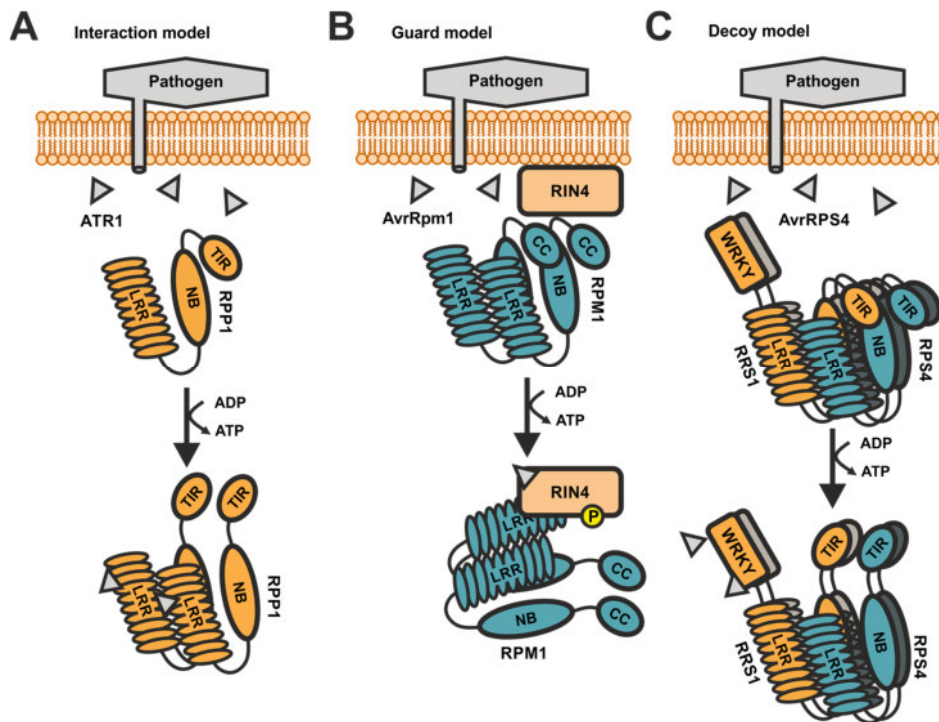 A
Interaction model
Pathogen
ATR1
TIR
NB
LRR
RPP1
ADP
ATP
TIR
TIR
LRR
LRR
NB
RPP1
B
Guard model
Pathogen
RIN4
AvrRpm1
CC
CC
LRR
LRR
NB
RPM1
ADP
ATP
RIN4
P
LRR
LRR
CC
NB
CC
RPM1
C
Decoy model
Pathogen
AvrRPS4
WRKY
TIR
TIR
NB
LRR
LRR
RRS1
RPS4
ADP
ATP
WRKY
TIR
TIR
LRR
LRR
NB
RRS1
RPS4